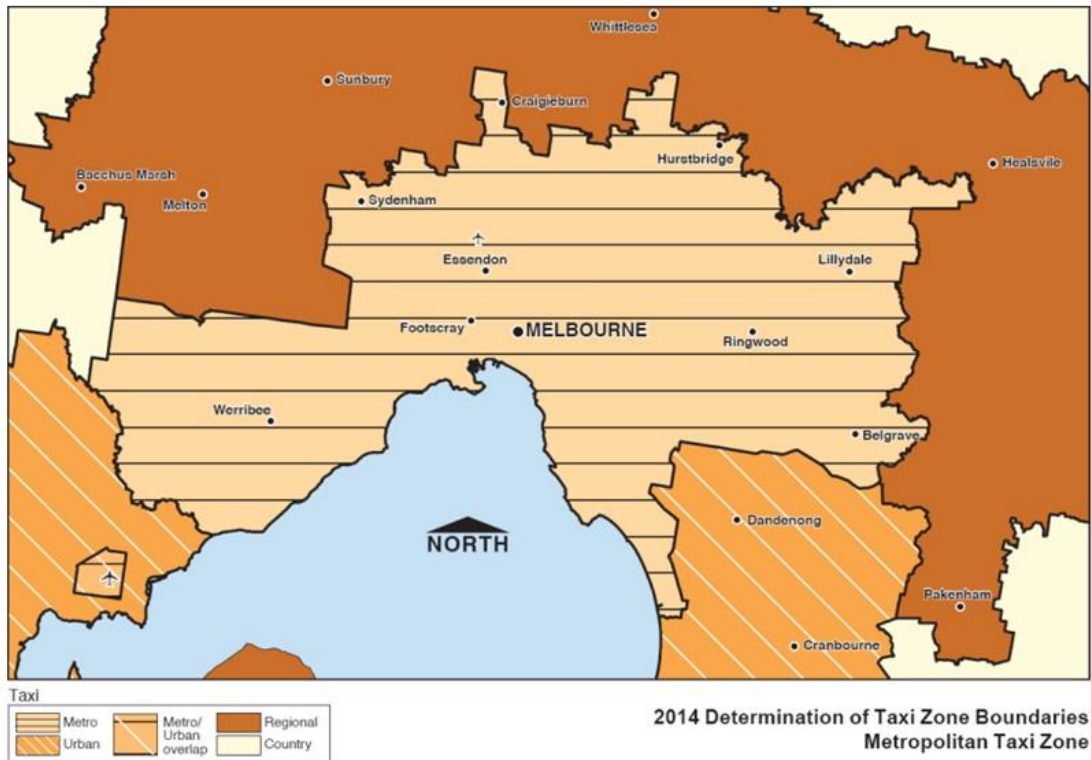 Whittlesea
Sunbury
Craigieburn
Hurstbridge
Healsvile
Bacchus Marsh
Melton
Sydenham
Essendon
Lillydale
Footscray
MELBOURNE
Ringwood
Werribee
Belgrave
Dandenong
NORTH
Pakenham
Cranbourne
Taxi
Metro
Urban
Metro/
Urban
overlap
Regional
Country
2014 Determination of Taxi Zone Boundaries
Metropolitan Taxi Zone